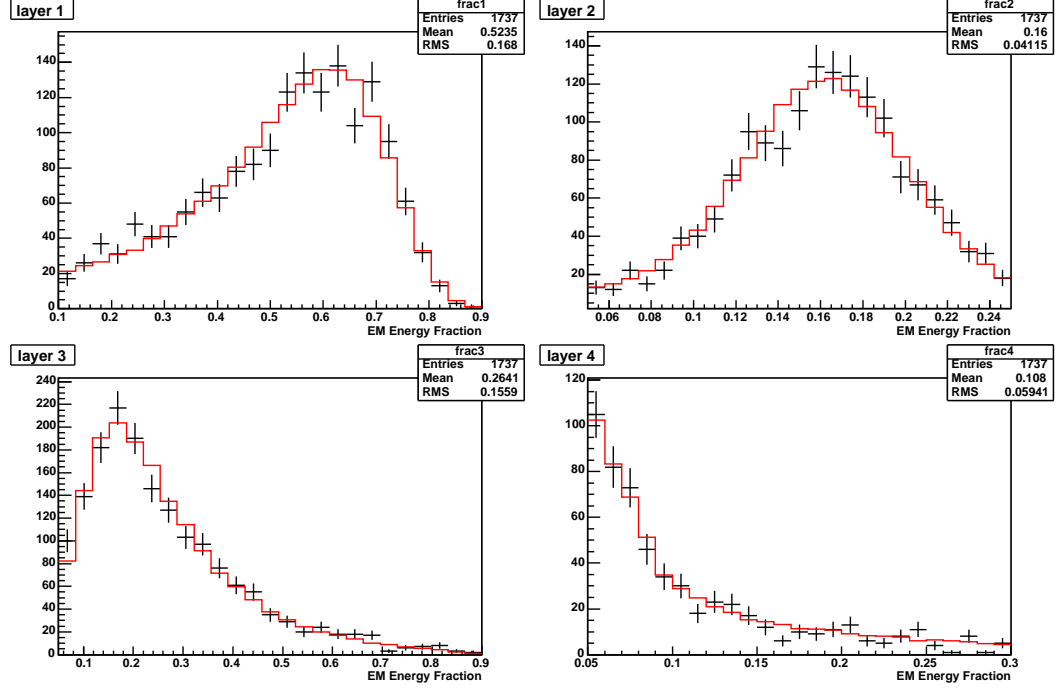 layer 1
frac1
Entries 1737
Mean 0.5235
RMS 0.168
140
120
100
80
60
40
20
0
0.1 0.2 0.3 0.4 0.5 0.6 0.7 0.8 0.9
EM Energy Fraction
layer 2
frac2
Entries 1737
Mean 0.16
RMS 0.04115
140
120
100
80
60
40
20
0.06 0.08 0.1 0.12 0.14 0.16 0.18 0.2 0.22 0.24
EM Energy Fraction
layer 3
frac3
Entries 1737
Mean 0.2641
RMS 0.1559
240
220
200
180
160
140
120
100
80
60
40
20
0
0.1 0.2 0.3 0.4 0.5 0.6 0.7 0.8 0.9
EM Energy Fraction
layer 4
frac4
Entries 1737
Mean 0.108
RMS 0.05941
120
100
80
60
40
20
0
0.05 0.1 0.15 0.2 0.25 0.3
EM Energy Fraction